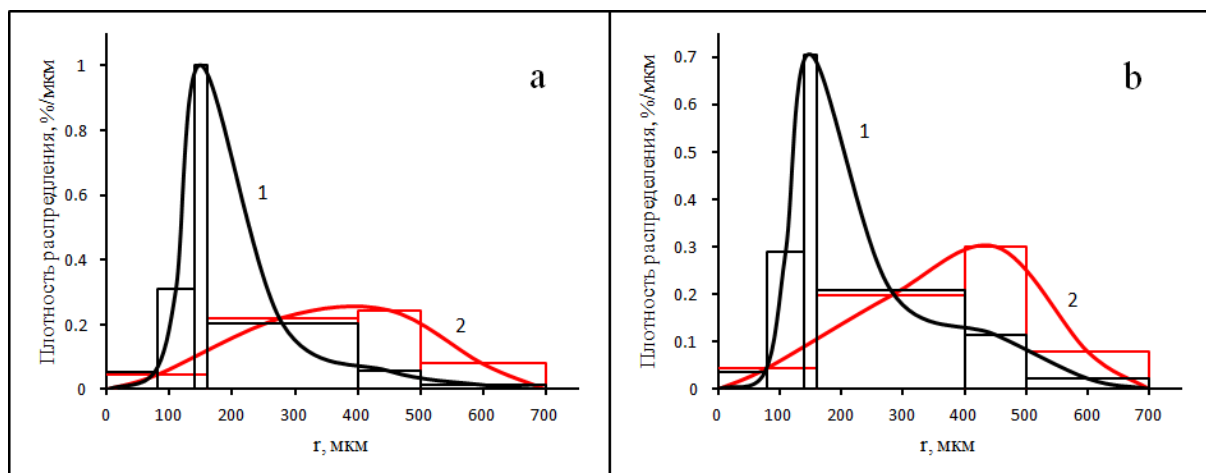 a
Плотность распредления, %/мкм
1
0.8
0.6
0.4
0.2
0
1
2
0 100 200 300 400 500 600 700
r, мкм
b
Плотность распределения, %/мкм
0.7
0.6
0.5
0.4
0.3
0.2
0.1
0
1
2
0 100 200 300 400 500 600 700
r, мкм